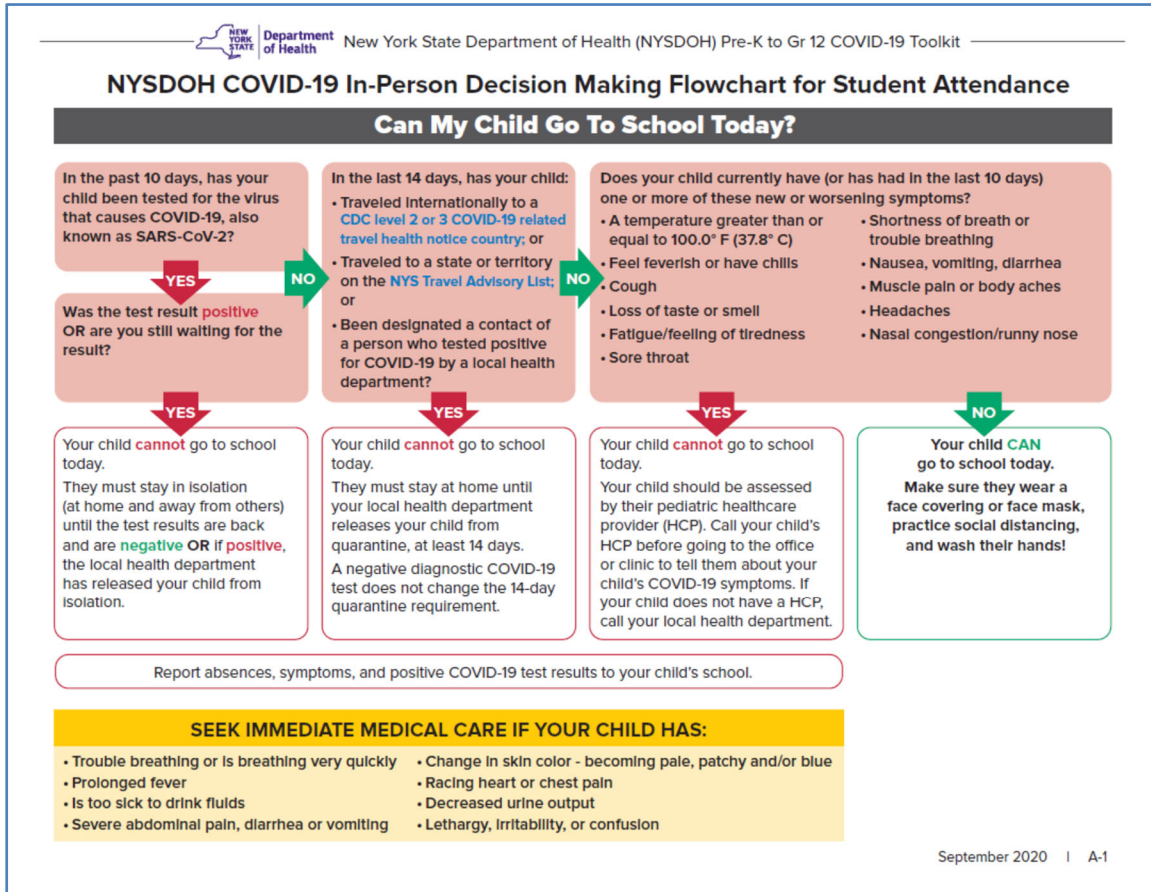 NEW
YORK
STATE
Department
of Health
New York State Department of Health (NYSDOH) Pre-K to Gr 12 COVID-19 Toolkit
NYSDOH COVID-19 In-Person Decision Making Flowchart for Student Attendance
Can My Child Go To School Today?
In the past 10 days, has your
child been tested for the virus
that causes COVID-19, also
known as SARS-CoV-2?
YES
NO
Was the test result positive
OR are you still waiting for the
result?
YES
Your child cannot go to school
today.
They must stay in isolation
(at home and away from others)
until the test results are back
and are negative OR if positive,
the local health department
has released your child from
isolation.
In the last 14 days, has your child:
• Traveled internationally to a
CDC level 2 or 3 COVID-19 related
travel health notice country; or
• Traveled to a state or territory
on the NYS Travel Advisory List;
or
• Been designated a contact of
a person who tested positive
for COVID-19 by a local health
department?
NO
YES
Your child cannot go to school
today.
They must stay at home until
your local health department
releases your child from
quarantine, at least 14 days.
A negative diagnostic COVID-19
test does not change the 14-day
quarantine requirement.
Does your child currently have (or has had in the last 10 days)
one or more of these new or worsening symptoms?
• A temperature greater than or
equal to 100.0° F (37.8° C)
• Feel feverish or have chills
• Cough
• Loss of taste or smell
• Fatigue/feeling of tiredness
• Sore throat
• Shortness of breath or
trouble breathing
• Nausea, vomiting, diarrhea
• Muscle pain or body aches
• Headaches
• Nasal congestion/runny nose
YES
Your child cannot go to school
today.
Your child should be assessed
by their pediatric healthcare
provider (HCP). Call your child's
HCP before going to the office
or clinic to tell them about your
child's COVID-19 symptoms. If
your child does not have a HCP,
call your local health department.
NO
Your child CAN
go to school today.
Make sure they wear a
face covering or face mask,
practice social distancing,
and wash their hands!
Report absences, symptoms, and positive COVID-19 test results to your child's school.
SEEK IMMEDIATE MEDICAL CARE IF YOUR CHILD HAS:
• Trouble breathing or is breathing very quickly
• Prolonged fever
• Is too sick to drink fluids
• Severe abdominal pain, diarrhea or vomiting
• Change in skin color - becoming pale, patchy and/or blue
• Racing heart or chest pain
• Decreased urine output
• Lethargy, irritability, or confusion
September 2020 | A-1